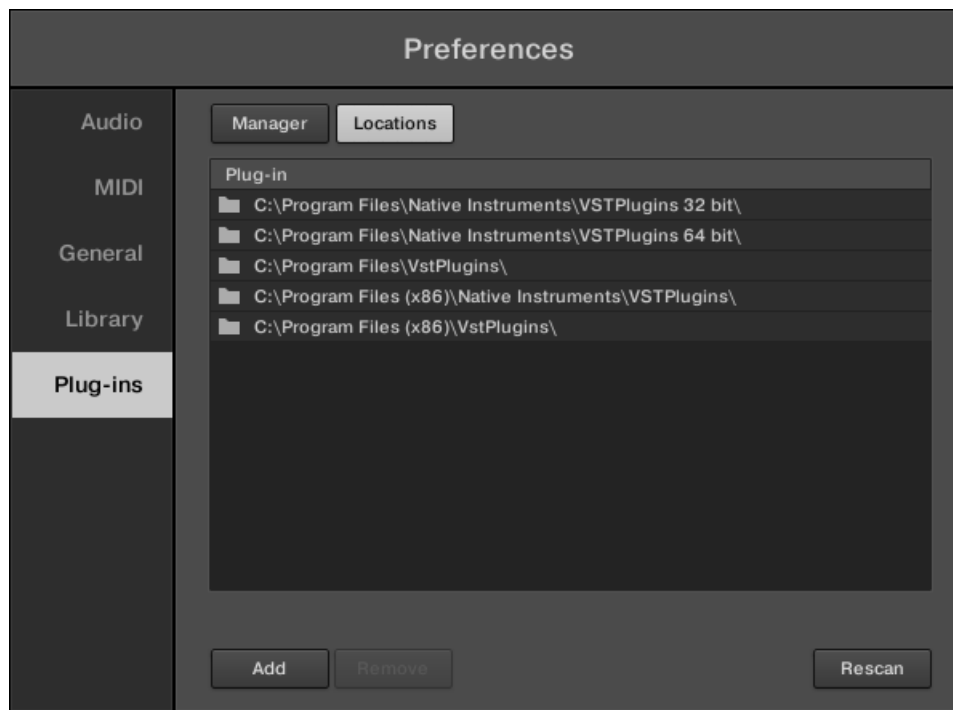 Preferences
Audio
MIDI
General
Library
Plug-ins
Manager
Locations
Plug-in
C:\Program Files\Native Instruments\VSTPlugins 32 bit\
C:\Program Files\Native Instruments\VSTPlugins 64 bit\
C:\Program Files\VstPlugins\
C:\Program Files (x86)\Native Instruments\VSTPlugins\
C:\Program Files (x86)\VstPlugins\
Add
Remove
Rescan